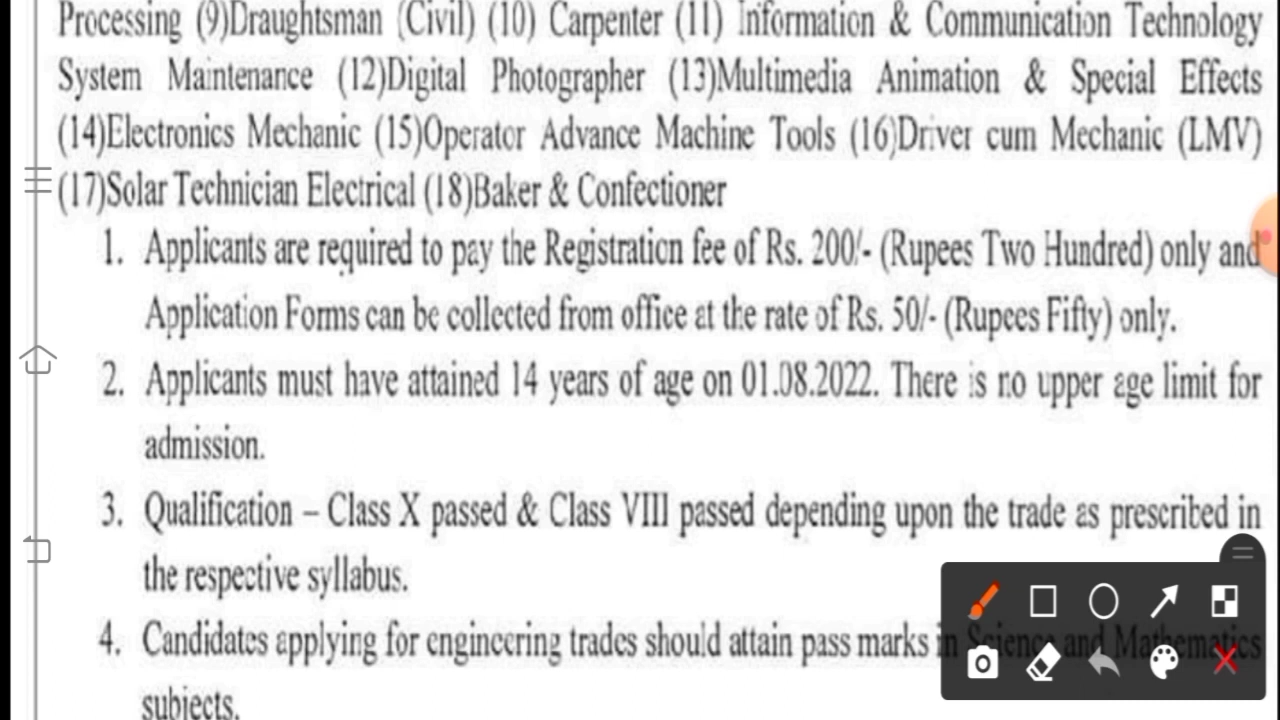 Processing (9)Draughtsman (Civil) (10) Carpenter (11) Information & Communication Technology
System Maintenance (12)Digital Photographer (13)Multimedia Animation & Special Effects
(14)Electronics Mechanic (15)Operator Advance Machine Tools (16)Driver cum Mechanic (LMV)
(17)Solar Technician Electrical (18)Baker & Confectioner
1. Applicants are required to pay the Registration fee of Rs. 200/- (Rupees Two Hundred) only and
Application Forms can be collected from office at the rate of Rs. 50/- (Rupees Fifty) only.
2. Applicants must have attained 14 years of age on 01.08.2022. There is no upper age limit for
admission.
3. Qualification – Class X passed & Class VIII passed depending upon the trade as prescribed in
the respective syllabus.
4. Candidates applying for engineering trades should attain pass marks in Science and Mathematics
subjects.